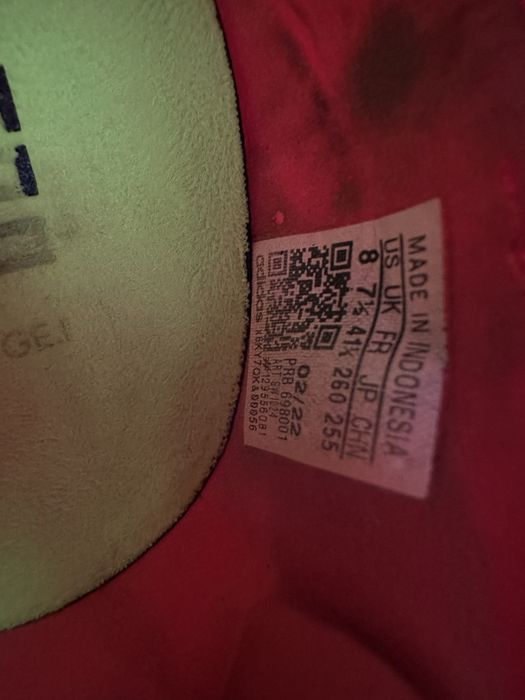 MADE IN INDONESIA
US UK FR JP CHN
8 7½ 41⅓ 260 255
02/22
PRB 698001
adidas
GE!